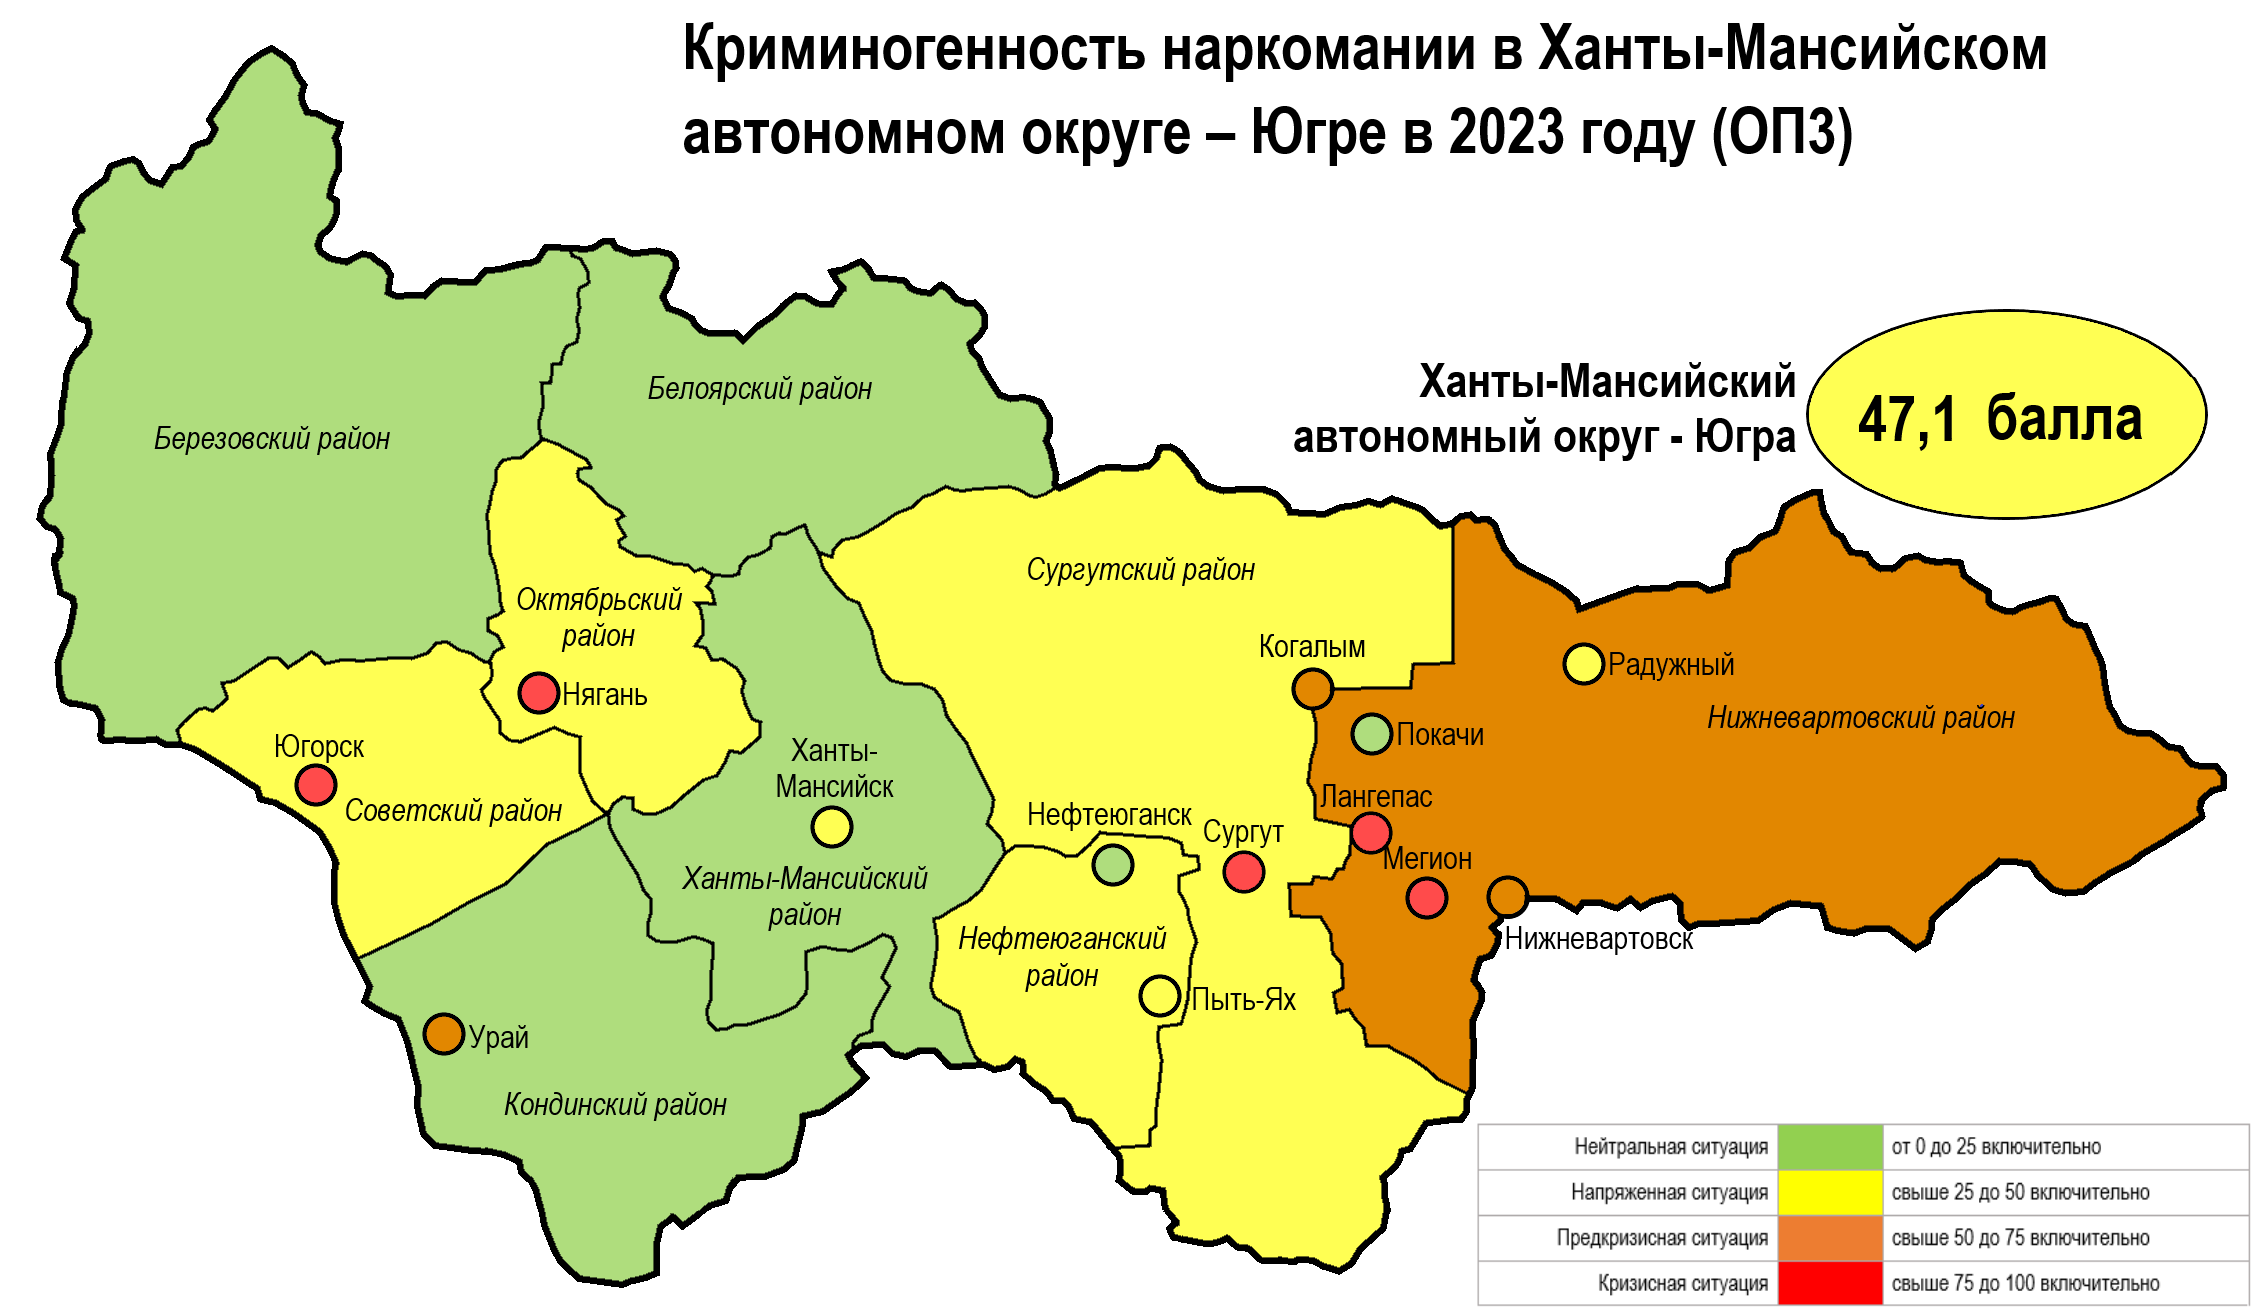 Криминогенность наркомании в Ханты-Мансийском
автономном округе – Югре в 2023 году (ОП3)
Ханты-Мансийский
автономный округ - Югра
47,1 балла
Березовский район
Белоярский район
Октябрьский
район
Сургутский район
Когалым
Радужный
Нижневартовский район
Нягань
Покачи
Югорск
Советский район
Ханты-
Мансийск
Нефтеюганск
Сургут
Лангепас
Мегион
Ханты-Мансийский
район
Нефтеюганский
район
Нижневартовск
Пыть-Ях
Урай
Кондинский район
Нейтральная ситуация от 0 до 25 включительно
Напряженная ситуация свыше 25 до 50 включительно
Предкризисная ситуация свыше 50 до 75 включительно
Кризисная ситуация свыше 75 до 100 включительно